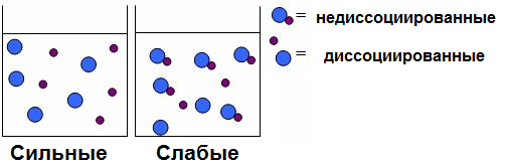 = недиссоциированные
= диссоциированные
Сильные
Слабые